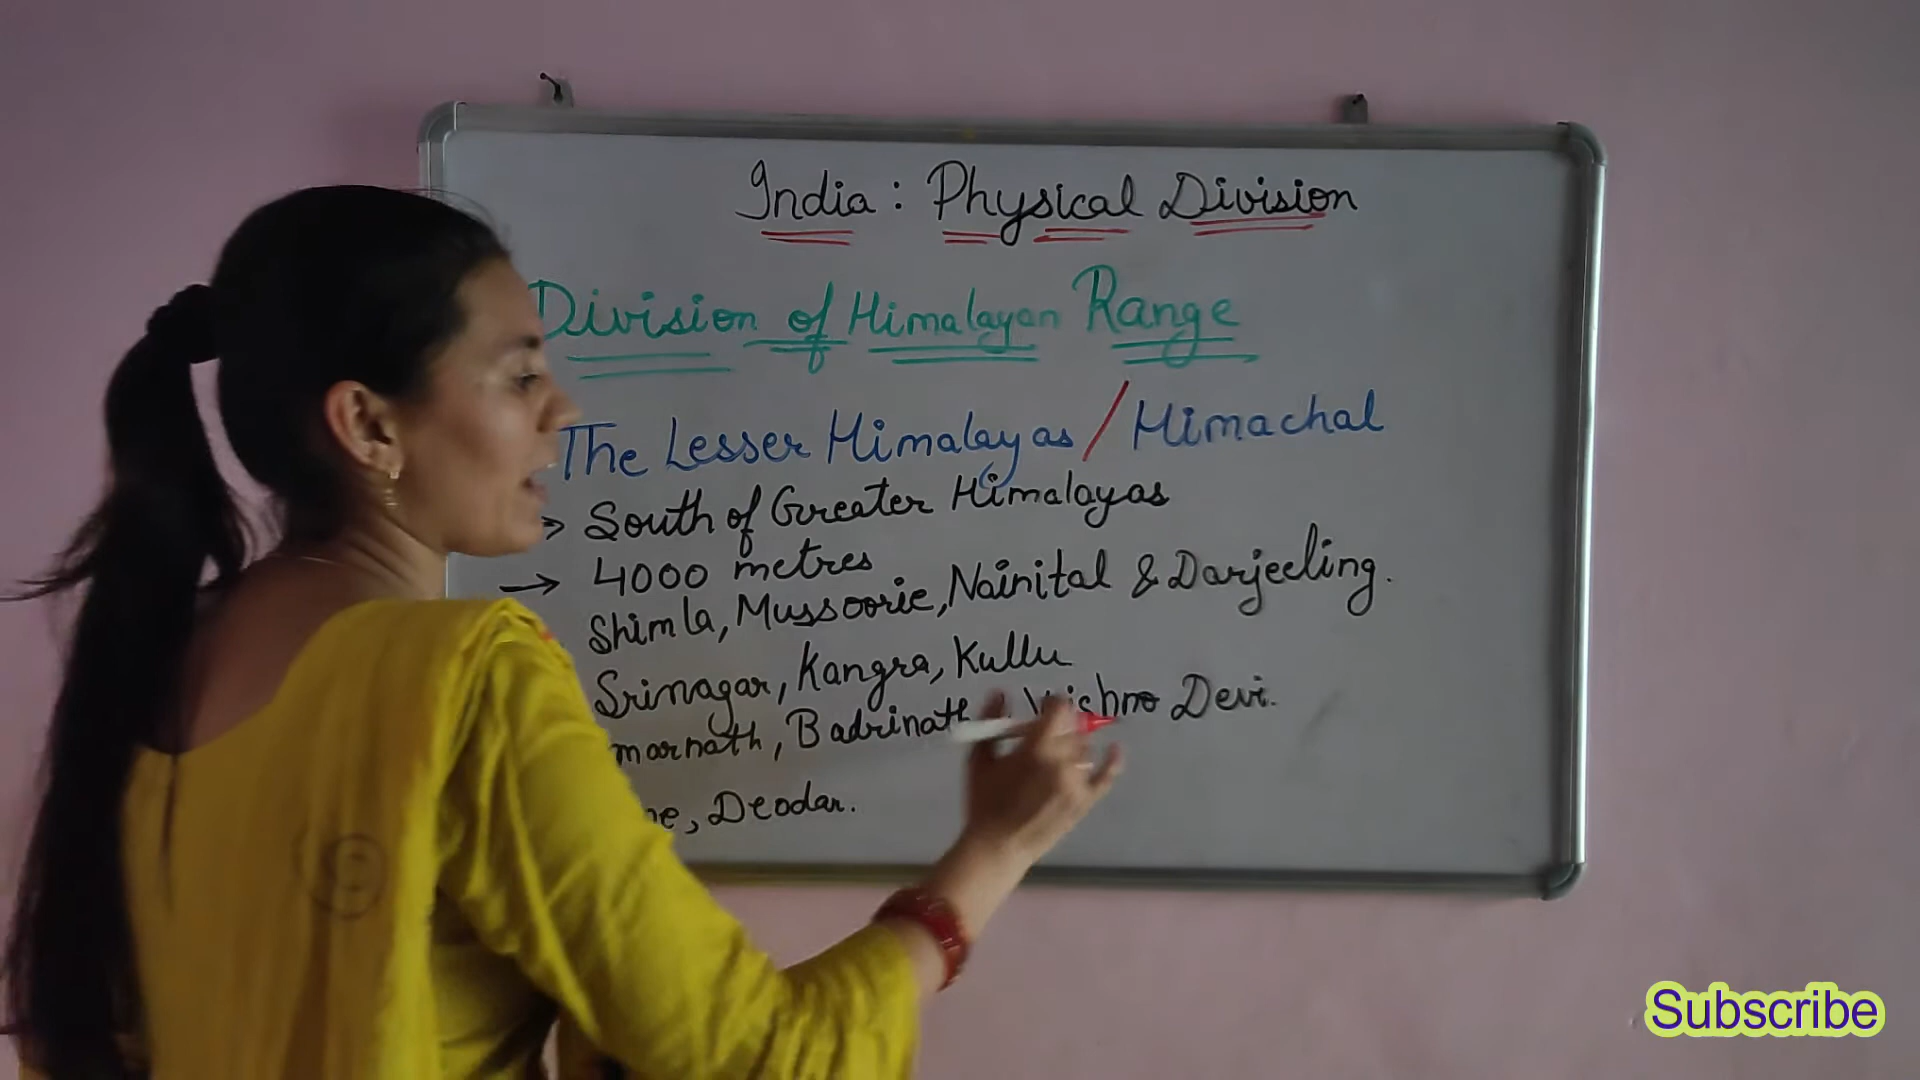 India : Physical Division
Division of Himalayan Range
The Lesser Himalayas / Himachal
> South of Greater Himalayas
→ 4000 metres
Shimla, Mussoorie, Nainital & Darjeeling.
Srinagar, Kangra, Kullu
marnath, Badrinath Devi.
Deodar.
Subscribe